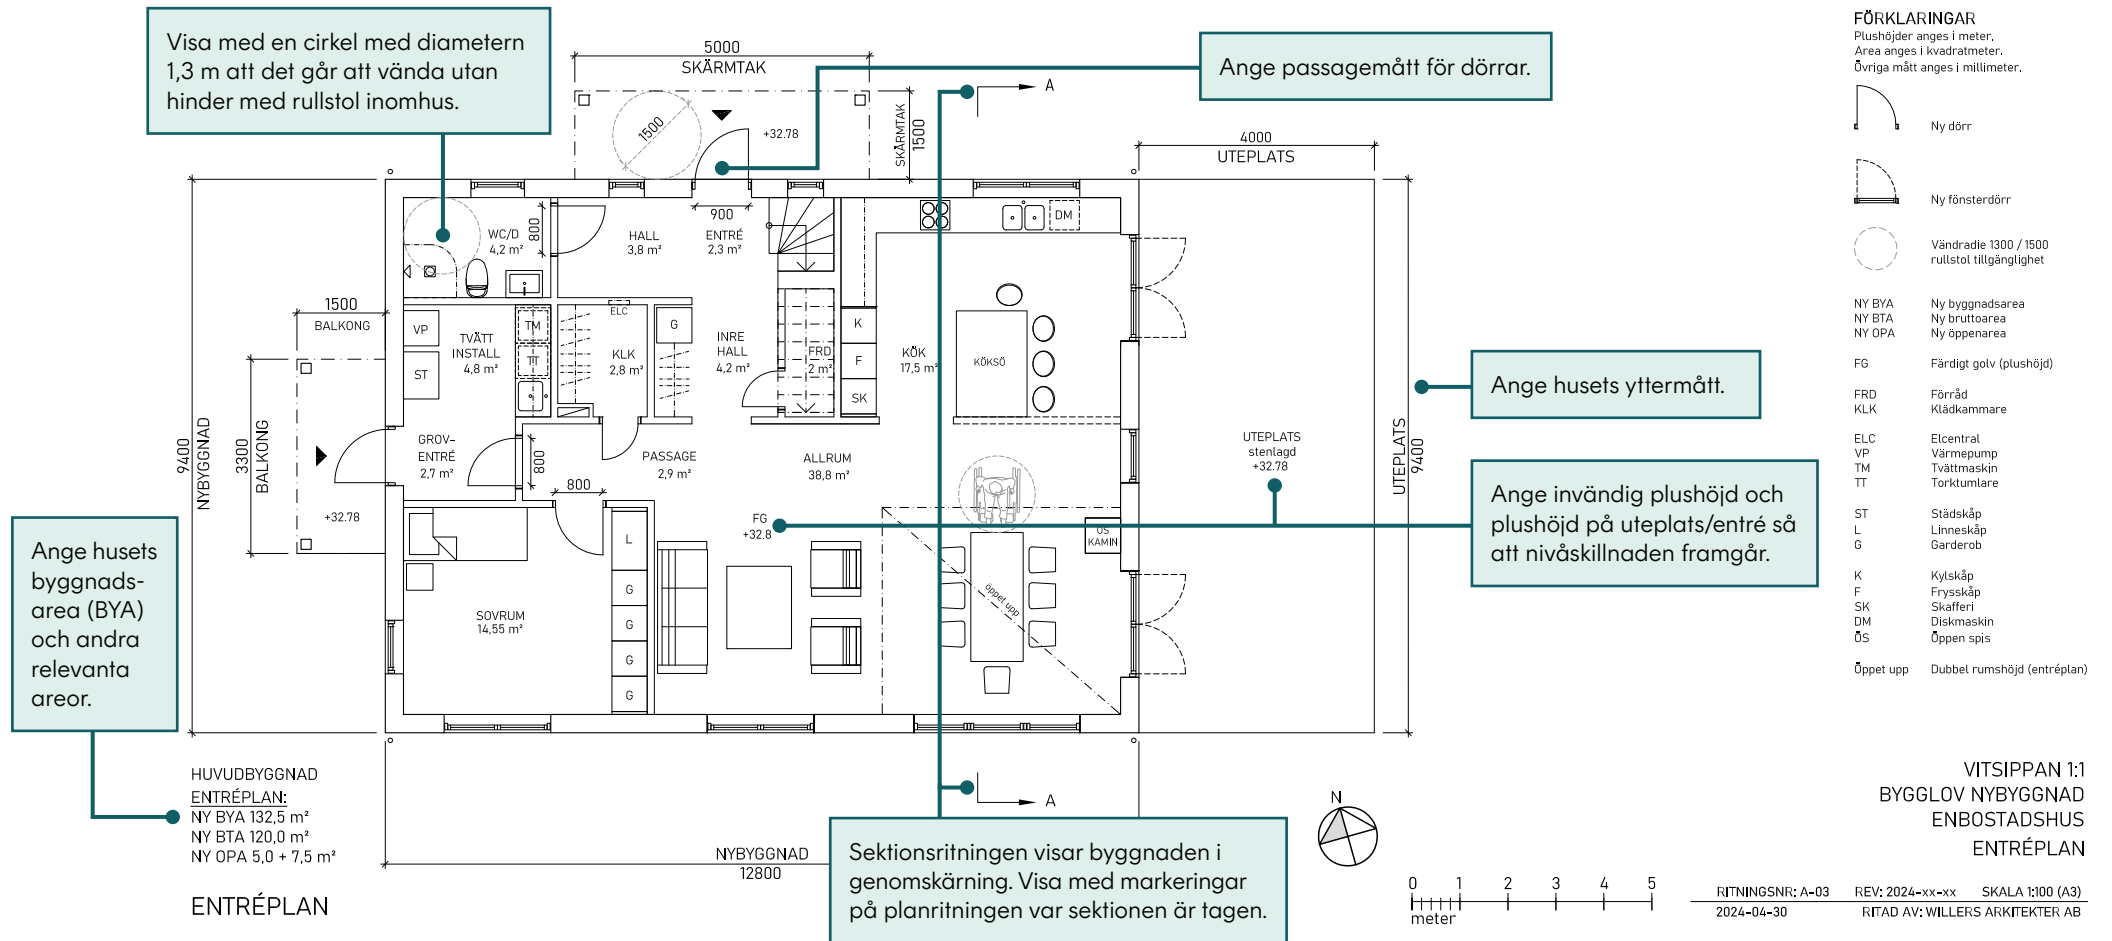 Visa med en cirkel med diametern
1,3 m att det går att vända utan
hinder med rullstol inomhus.
5000
SKÄRMTAK
Ange passagemått för dörrar.
A
1500
+32.78
SKÄRMTAK
1500
4000
UTEPLATS
900
WC/D
4,2 m²
800
HALL
3,8 m²
ENTRÉ
2,3 m²
DM
1500
BALKONG
VP
ST
TVÄTT
INSTALL
4,8 m²
TM
TT
ELC
KLK
2,8 m²
G
INRE
HALL
4,2 m²
FRD
2 m²
K
F
SK
KÖK
17,5 m²
KÖKSÖ
Ange husets yttermått.
9400
NYBYGGNAD
3300
BALKONG
GROV-
ENTRÉ
2,7 m²
800
800
PASSAGE
2,9 m²
ALLRUM
38,8 m²
UTEPLATS
stenlagd
+32.78
UTEPLATS
9400
+32.78
FG
+32.8
ÖS
KAMIN
Ange invändig plushöjd och
plushöjd på uteplats/entré så
att nivåskillnaden framgår.
Ange husets
byggnads-
area (BYA)
och andra
relevanta
areor.
L
G
G
G
G
SOVRUM
14,55 m²
öppet upp
HUVUDBYGGNAD
ENTRÉPLAN:
NY BYA 132,5 m²
NY BTA 120,0 m²
NY OPA 5,0 + 7,5 m²
ENTRÉPLAN
NYBYGGNAD
12800
A
Sektionsritningen visar byggnaden i
genomskärning. Visa med markeringar
på planritningen var sektionen är tagen.
N
0 1 2 3 4 5
meter
FÖRKLARINGAR
Plushöjder anges i meter,
Area anges i kvadratmeter.
Övriga mått anges i millimeter.
Ny dörr
Ny fönsterdörr
Vändradie 1300 / 1500
rullstol tillgänglighet
NY BYA Ny byggnadsarea
NY BTA Ny bruttoarea
NY OPA Ny öppenarea
FG Färdigt golv (plushöjd)
FRD Förråd
KLK Klädkammare
ELC Elcentral
VP Värmepump
TM Tvättmaskin
TT Torktumlare
ST Städskåp
L Linneskåp
G Garderob
K Kylskåp
F Frysskåp
SK Skafferi
DM Diskmaskin
ÖS Öppen spis
Öppet upp Dubbel rumshöjd (entréplan)
VITSIPPAN 1:1
BYGGLOV NYBYGGNAD
ENBOSTADSHUS
ENTRÉPLAN
RITNINGSNR: A-03 REV: 2024-xx-xx SKALA 1:100 (A3)
2024-04-30 RITAD AV: WILLERS ARKITEKTER AB